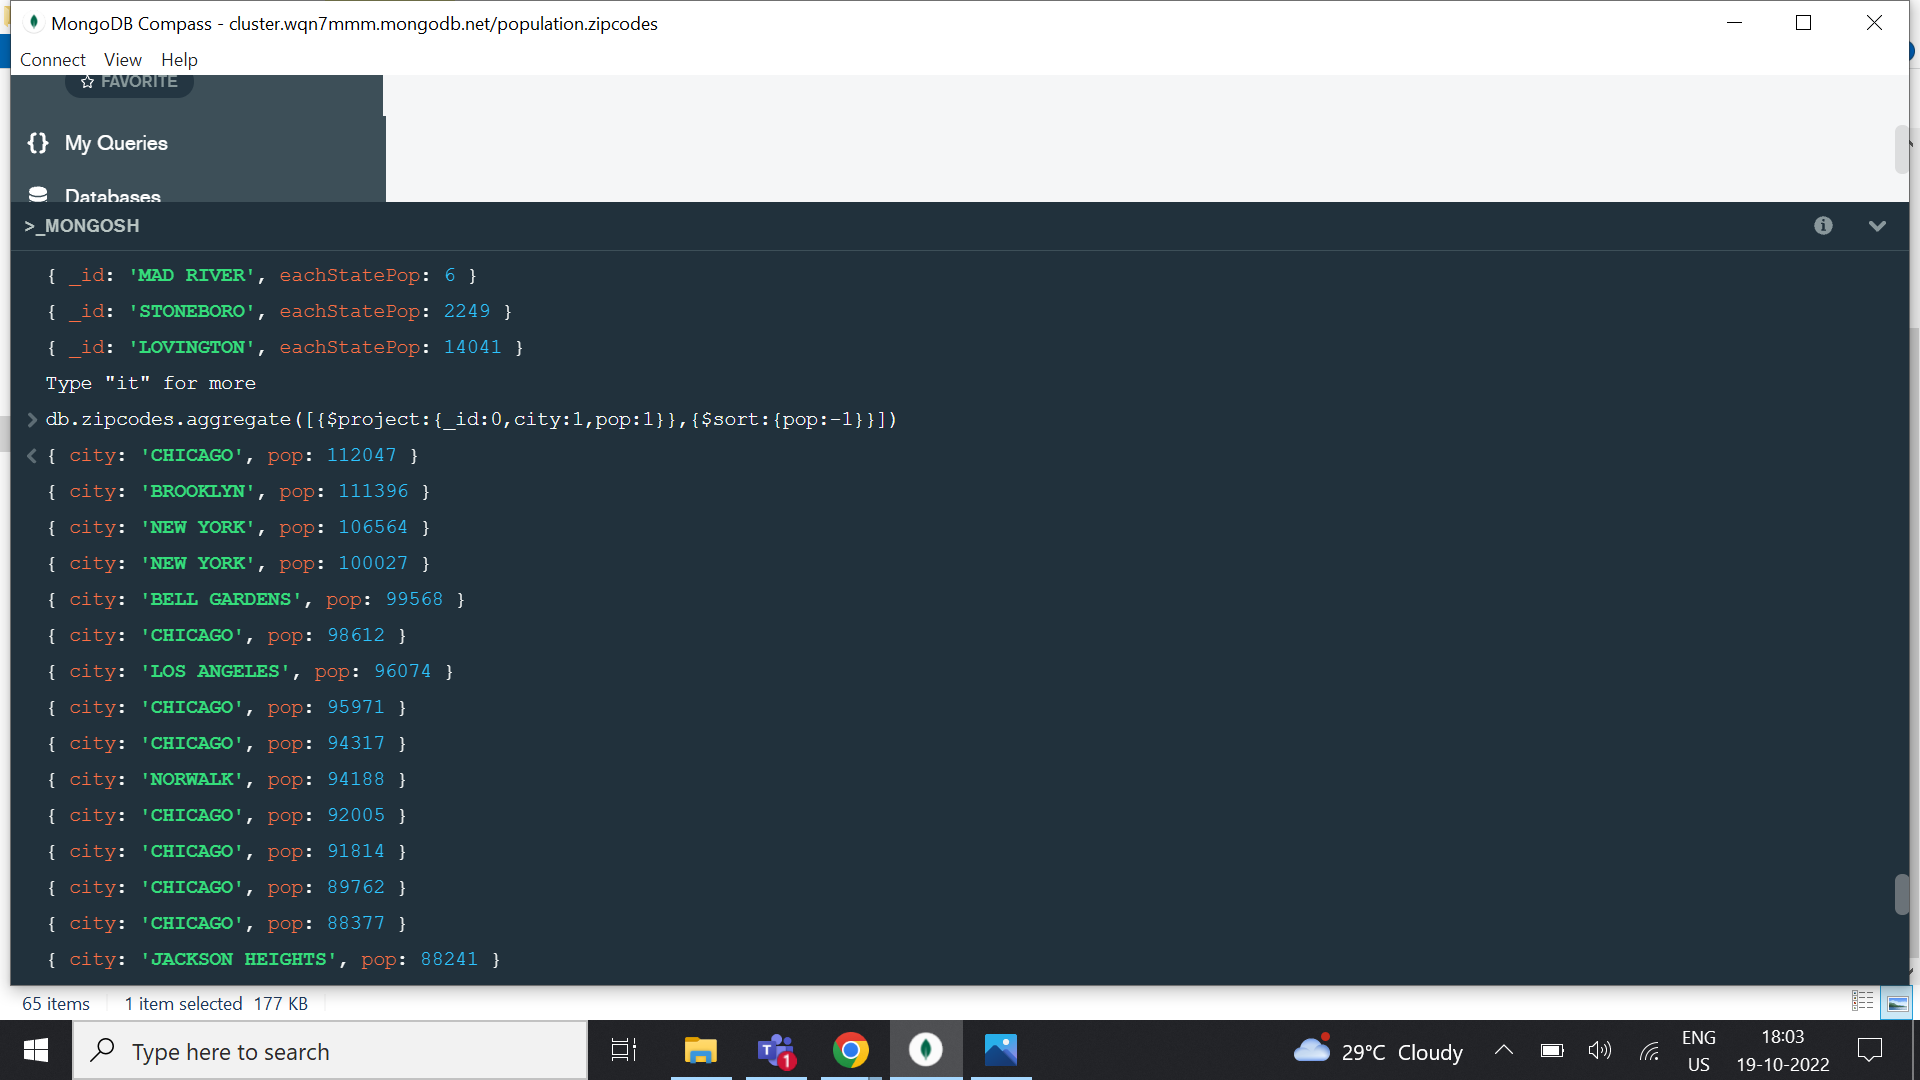 MongoDB Compass - cluster.wqn7mmm.mongodb.net/population.zipcodes
Connect View Help
FAVORITE
{} My Queries
Databases
>_MONGOSH
{ _id: 'MAD RIVER', eachStatePop: 6 }
{ _id: 'STONEBORO', eachStatePop: 2249 }
{ _id: 'LOVINGTON', eachStatePop: 14041 }
Type "it" for more
> db.zipcodes.aggregate([{$project:{_id:0,city:1,pop:1}},{$sort:{pop:-1}}])
< { city: 'CHICAGO', pop: 112047 }
{ city: 'BROOKLYN', pop: 111396 }
{ city: 'NEW YORK', pop: 106564 }
{ city: 'NEW YORK', pop: 100027 }
{ city: 'BELL GARDENS', pop: 99568 }
{ city: 'CHICAGO', pop: 98612 }
{ city: 'LOS ANGELES', pop: 96074 }
{ city: 'CHICAGO', pop: 95971 }
{ city: 'CHICAGO', pop: 94317 }
{ city: 'NORWALK', pop: 94188 }
{ city: 'CHICAGO', pop: 92005 }
{ city: 'CHICAGO', pop: 91814 }
{ city: 'CHICAGO', pop: 89762 }
{ city: 'CHICAGO', pop: 88377 }
{ city: 'JACKSON HEIGHTS', pop: 88241 }
65 items 1 item selected 177 KB
Type here to search
T 1
29°C Cloudy
ENG
US
18:03
19-10-2022